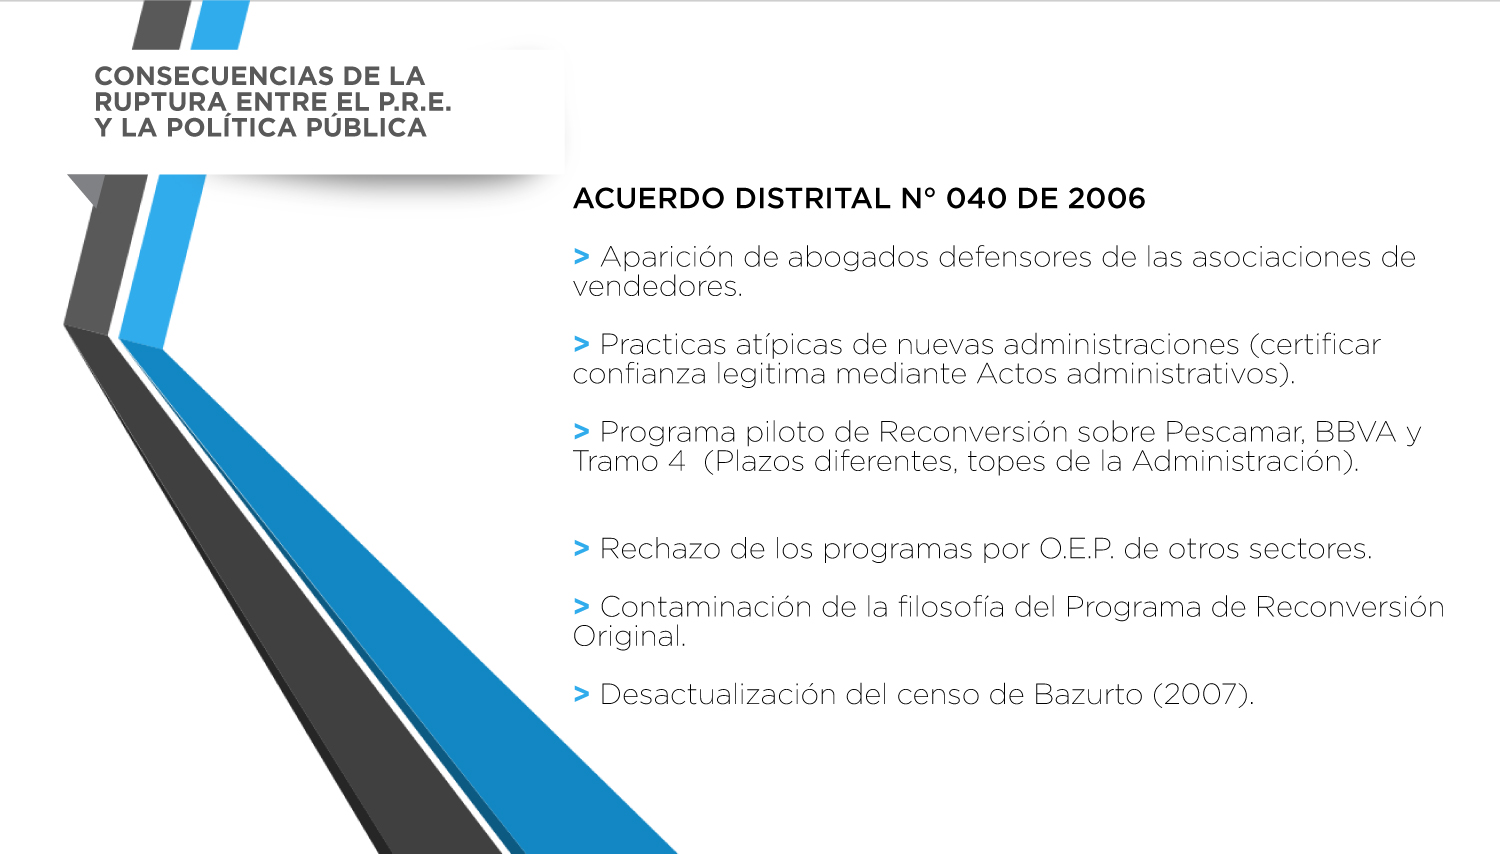 CONSECUENCIAS DE LA
RUPTURA ENTRE EL P.R.E.
Y LA POLÍTICA PÚBLICA
ACUERDO DISTRITAL N° 040 DE 2006
> Aparición de abogados defensores de las asociaciones de
vendedores.
> Practicas atípicas de nuevas administraciones (certificar
confianza legitima mediante Actos administrativos).
> Programa piloto de Reconversión sobre Pescamar, BBVA y
Tramo 4  (Plazos diferentes, topes de la Administración).
> Rechazo de los programas por O.E.P. de otros sectores.
> Contaminación de la filosofía del Programa de Reconversión
Original.
> Desactualización del censo de Bazurto (2007).